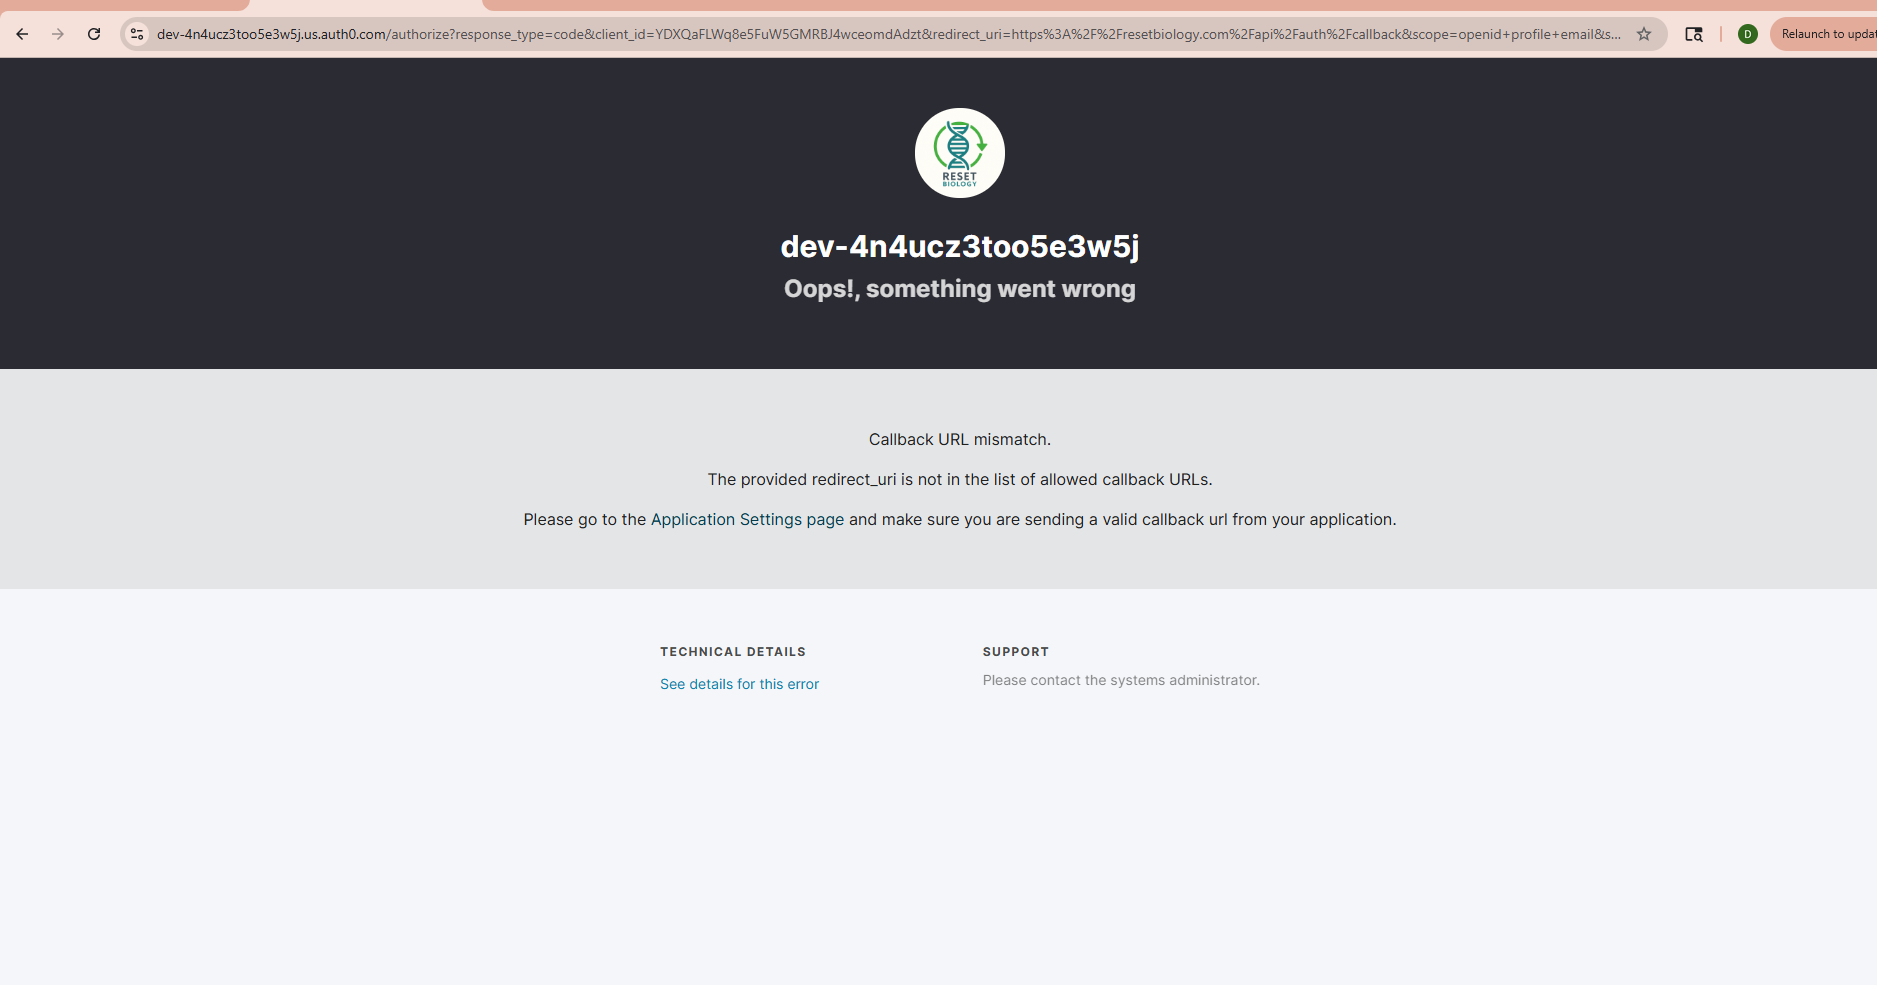 dev-4n4ucz3too5e3w5j.us.auth0.com/authorize?response_type=code&client_id=YDXQaFLWq8e5FuW5GMRBJ4wceomdAdzt&redirect_uri=https%3A%2F%2Fresetbiology.com%2Fapi%2Fauth%2Fcallback&scope=openid+profile+email&s...
D
Relaunch to updat
RESET
BIOLOGY
dev-4n4ucz3too5e3w5j
Oops!, something went wrong
Callback URL mismatch.
The provided redirect_uri is not in the list of allowed callback URLs.
Please go to the Application Settings page and make sure you are sending a valid callback url from your application.
TECHNICAL DETAILS
See details for this error
SUPPORT
Please contact the systems administrator.